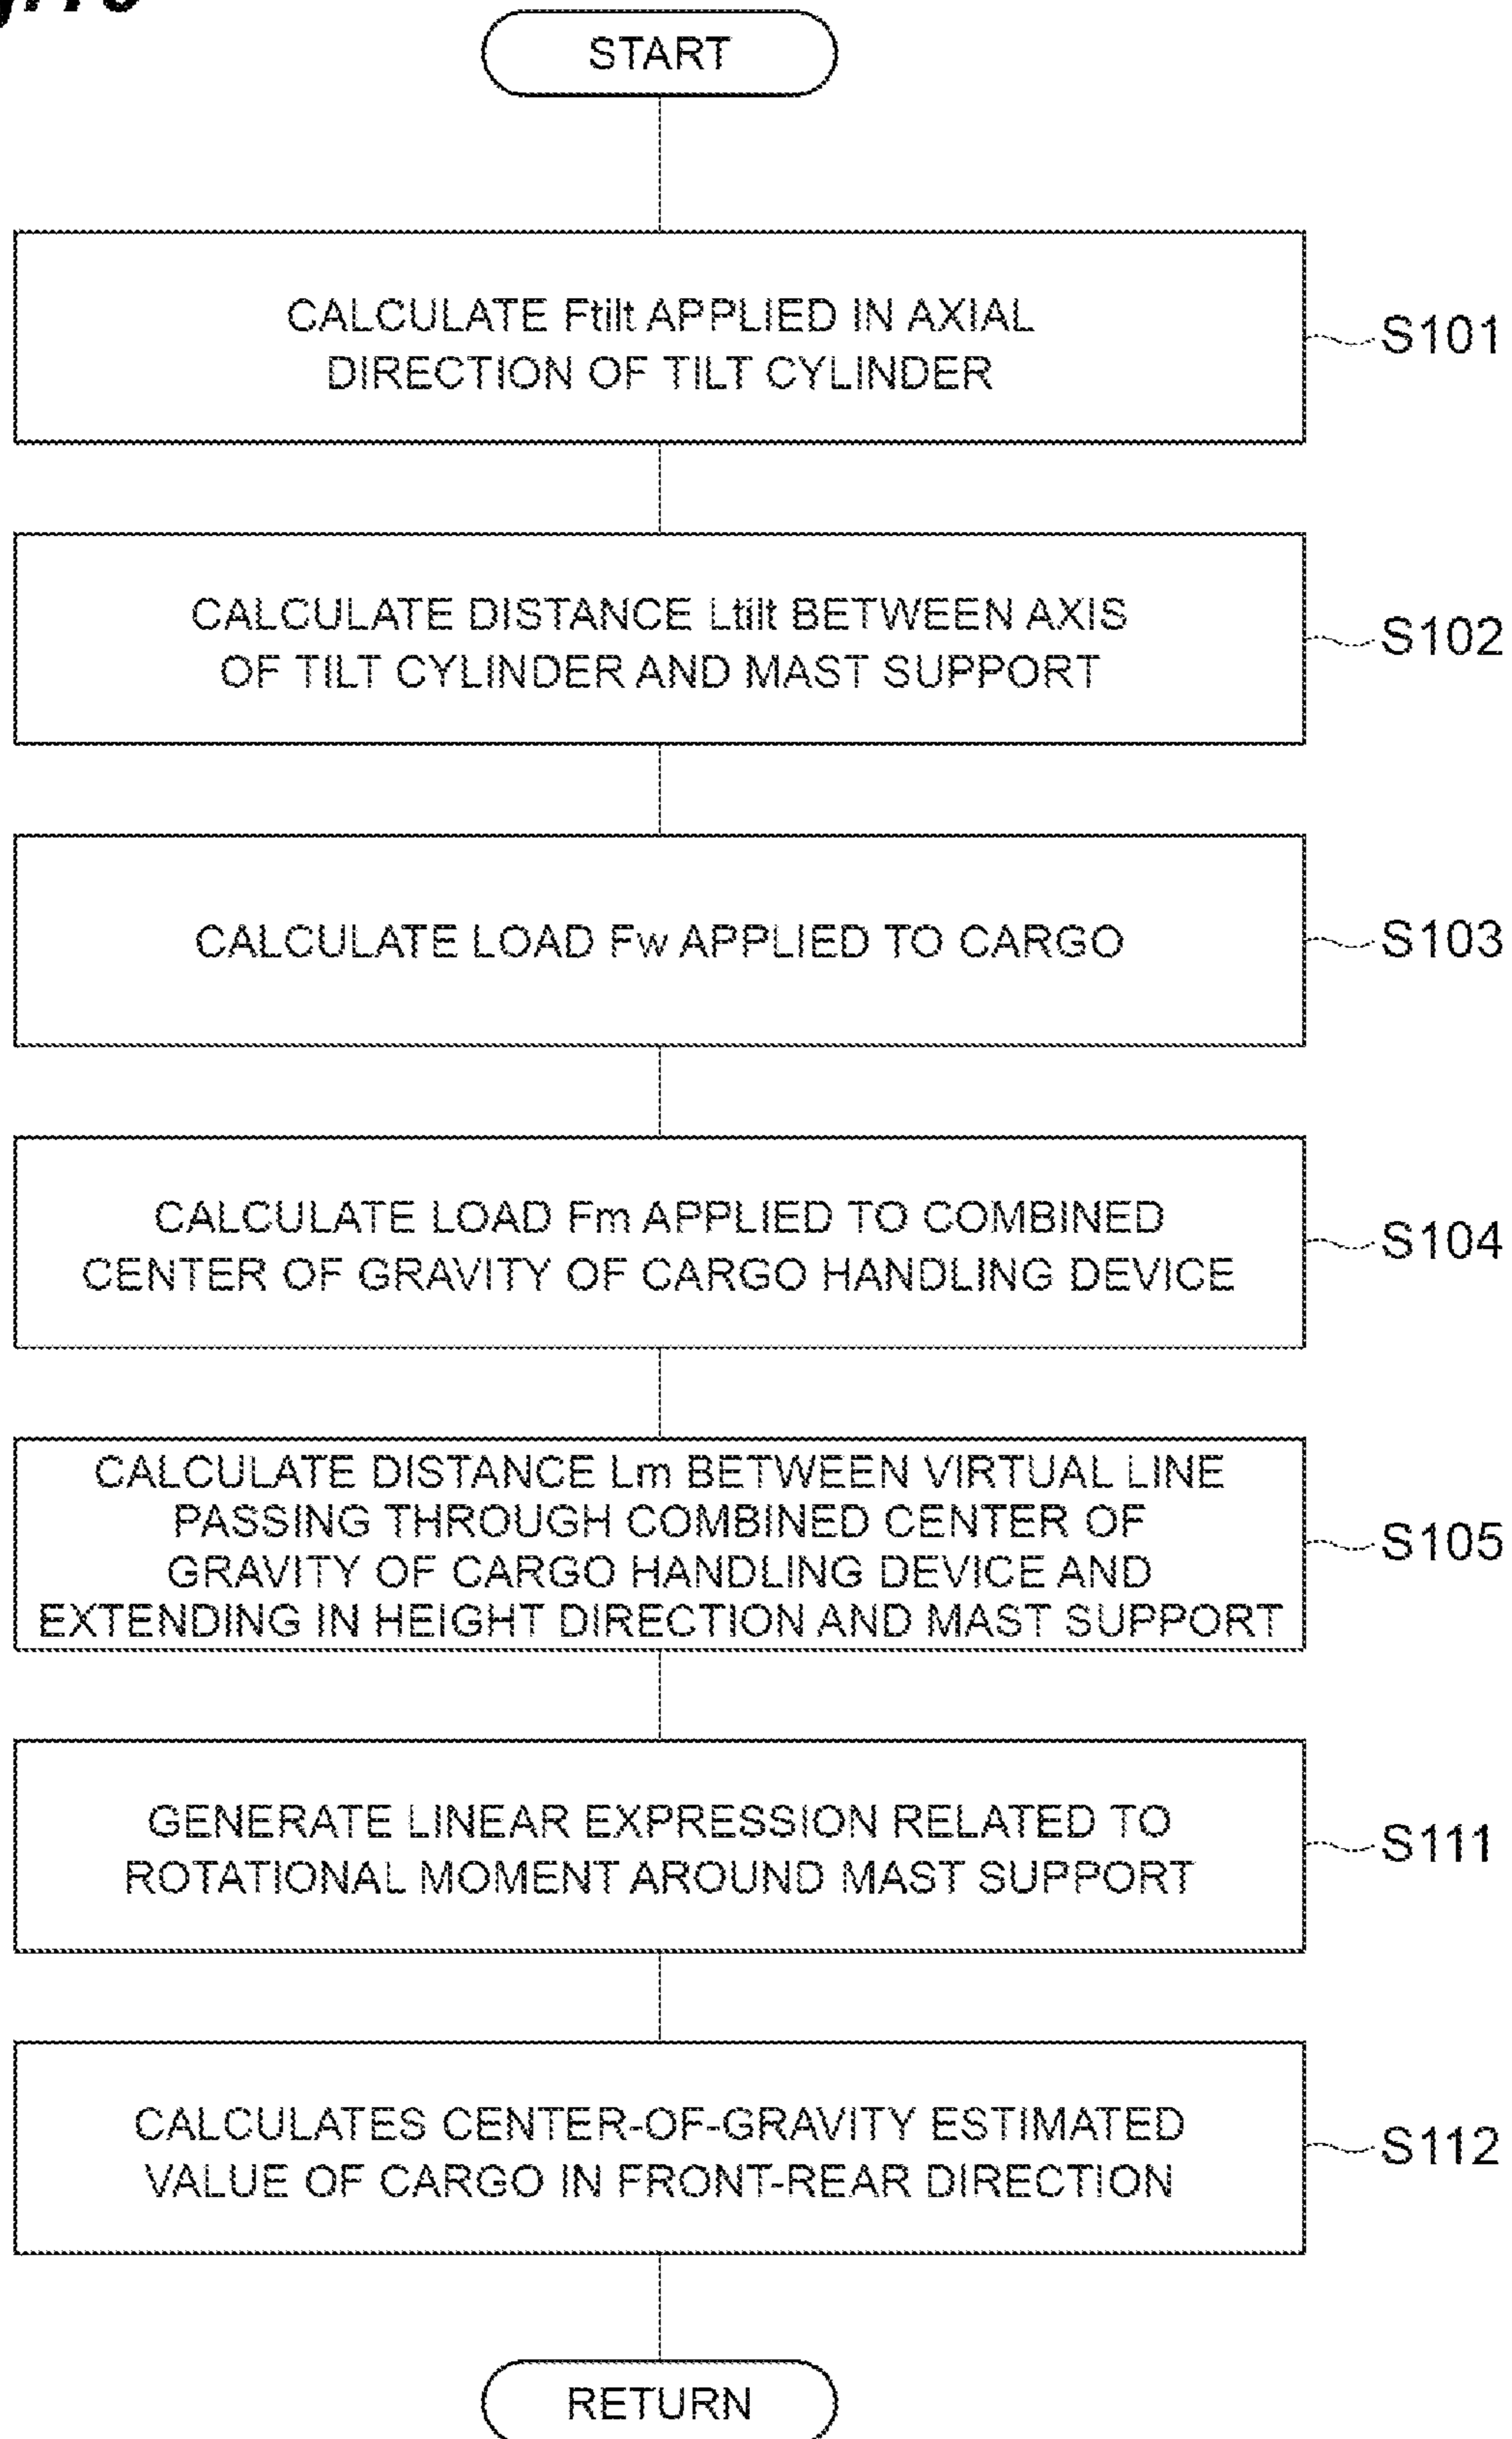 START
CALCULATE Ftilt APPLIED IN AXIAL
DIRECTION OF TILT CYLINDER
S101
CALCULATE DISTANCE Ltilt BETWEEN AXIS
OF TILT CYLINDER AND MAST SUPPORT
S102
CALCULATE LOAD Fw APPLIED TO CARGO
S103
CALCULATE LOAD Fm APPLIED TO COMBINED
CENTER OF GRAVITY OF CARGO HANDLING DEVICE
S104
CALCULATE DISTANCE Lm BETWEEN VIRTUAL LINE
PASSING THROUGH COMBINED CENTER OF
GRAVITY OF CARGO HANDLING DEVICE AND
EXTENDING IN HEIGHT DIRECTION AND MAST SUPPORT
S105
GENERATE LINEAR EXPRESSION RELATED TO
ROTATIONAL MOMENT AROUND MAST SUPPORT
S111
CALCULATES CENTER-OF-GRAVITY ESTIMATED
VALUE OF CARGO IN FRONT-REAR DIRECTION
S112
RETURN